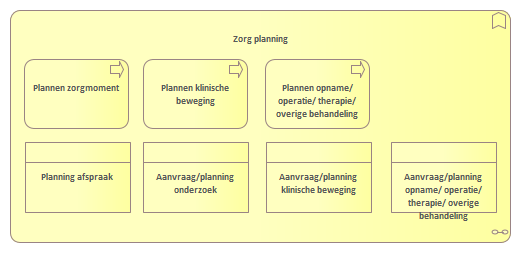 Zorg planning
Plannen zorgmoment
Plannen klinische
beweging
Plannen opname/
operatie/ therapie/
overige behandeling
Planning afspraak
Aanvraag/planning
onderzoek
Aanvraag/planning
klinische beweging
Aanvraag/planning
opname/ operatie/
therapie/ overige
behandeling